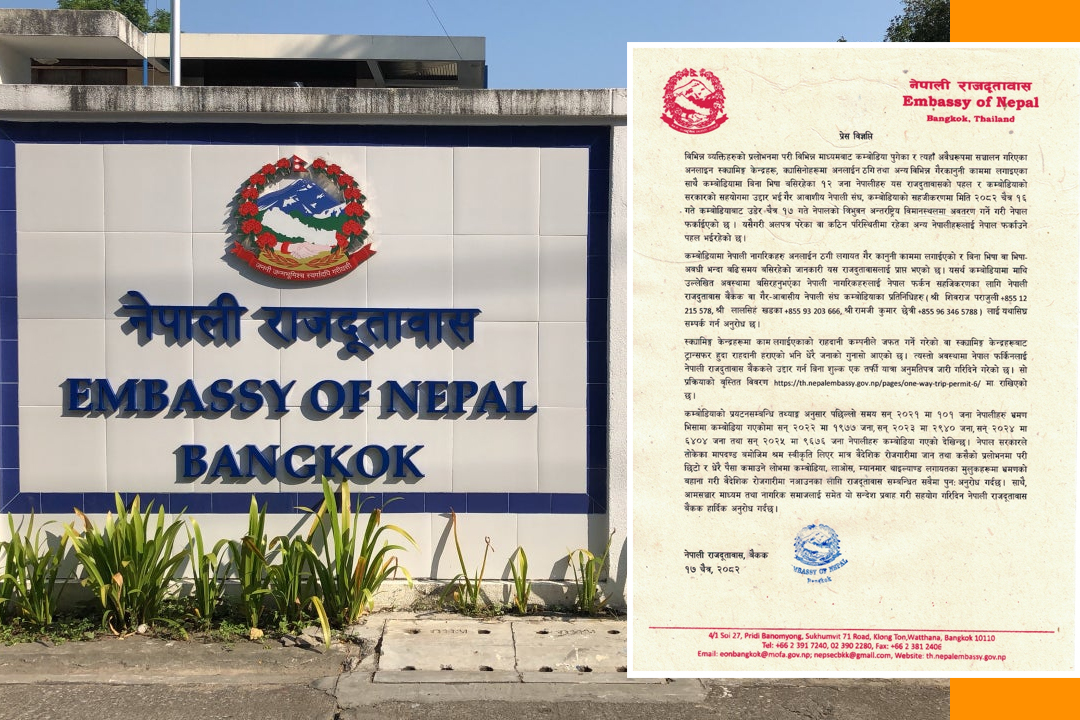 जननी जन्मभूमिश्च स्वर्गादपि गरीयसी
नेपाली राजदूतावास
EMBASSY OF NEPAL
BANGKOK
नेपाली राजदूतावास
Embassy of Nepal
Bangkok, Thailand
प्रेस विज्ञप्ति
विभिन्न व्यक्तिहरुको प्रलोभनमा परी विभिन्न माध्यमबाट कम्बोडिया पुगेका र त्यहाँ अवैधरूपमा सञ्चालन गरिएका
अनलाइन स्क्यामिङ्ग केन्द्रहरू, क्यासिनोहरूमा अनलाईन ठगि तथा अन्य विभिन्न गैरकानूनी काममा लगाइएका
साथै कम्बोडियामा बिना भिषा बसिरहेका १२ जना नेपालीहरु यस राजदूतावासको पहल र कम्बोडियाको
सरकारको सहयोगमा उद्दार भई गैर आवाशीय नेपाली संघ, कम्बोडियाको सहजीकरणमा मिति २०८२ चैत्र १६
गते कम्बोडियाबाट उडेर चैत्र १७ गते नेपालको त्रिभुवन अन्तरष्ट्रिय विमानस्थलमा अवतरण गर्ने गरी नेपाल
फर्काईएको छ । यसैगरी अलपत्र परेका वा कठिन परिस्थितीमा रहेका अन्य नेपालीहरूलाई नेपाल फर्काउने
पहल भईरहेको छ।
कम्बोडियामा नेपाली नागरिकहरु अनलाईन ठगी लगायत गैर कानुनी काममा लगाईएको र बिना भिषा वा भिषा-
अवधी भन्दा बढि समय बसिरहेको जानकारी यस राजदूतावासलाई प्राप्त भएको छ। यसर्थ कम्बोडियामा माथि
उल्लेखित अवस्थामा बसिरहनुभएका नेपाली नागरिकहरुलाई नेपाल फर्कन सहजिकरणका लागि नेपाली
राजदूतावास बैंकक वा गैर-आवासीय नेपाली संघ कम्बोडियाका प्रतिनिधिहरु ( श्री शिवराज पराजुली +855 12
215 578, श्री लालसिंहं खड्का +855 93 203 666, श्री रामजी कुमार छेत्री +855 96 346 5788 ) लाई यथासिघ्र
सम्पर्क गर्न अनुरोध छ।
स्क्यामिङ्ग केन्द्रहरूमा काम लगाईएकाको राहदानी कम्पनीले जफत गर्ने गरेको वा स्क्यामिङ्ग केन्द्रहरूबाट
ट्रान्सफर हुदा राहदानी हराएको भनि धेरै जनाको गुनासो आएको छ। त्यस्तो अवस्थामा नेपाल फर्किनलाई
नेपाली राजदूतावास बैंककले उद्दार गर्न बिना शुल्क एक तर्फी यात्रा अनुमतिपत्र जारी गरिदिने गरेको छ। सो
प्रकियाको वृस्तित बिवरण https://th.nepalembassy.gov.np/pages/one-way-trip-permit-6/ मा राखिएको
छ।
कम्बोडियाको प्रयटनसम्वन्धि तथ्याङ्क अनुसार पछिल्लो समय सन् २०२१ मा १०१ जना नेपालीहरु भ्रमण
भिसामा कम्बोडिया गएकोमा सन् २०२२ मा १९७७ जना, सन् २०२३ मा २९४० जना, सन् २०२४ मा
६४०४ जना तथा सन् २०२५ मा ९६७६ जना नेपालीहरु कम्बोडिया गएको देखिन्छ। नेपाल सरकारले
तोकेका मापदण्ड बमोजिम श्रम स्वीकृति लिएर मात्र बैदेशिक रोजगारीमा जान तथा कसैको प्रलोभनमा परी
छिटो र धेरै पैसा कमाउने लोभमा कम्बोडिया, लाओस, म्यानमार थाइल्याण्ड लगायतका मुलुकहरूमा भ्रमणको
बहाना गरी बैदेशिक रोजगारीमा नआउनका लागि राजदूतावास सम्बन्धित सबैमा पुन: अनुरोध गर्दछ। साथै,
आमसञ्चार माध्यम तथा नागरिक समाजलाई समेत यो सन्देश प्रवाह गरी सहयोग गरिदिन नेपाली राजदूतावास
बैंकक हार्दिक अनुरोध गर्दछ।
नेपाली राजदूतावास, बैंकक
१७ चैत्र, २०८२
EMBASSY OF NEPAL
Bangkok
4/1 Soi 27, Pridi Banomyong, Sukhumvit 71 Road, Klong Ton,Watthana, Bangkok 10110
Tel: +66 2 391 7240, 02 390 2280, Fax: +66 2 381 2406
Email: eonbangkok@mofa.gov.np; nepsecbkk@gmail.com, Website: th.nepalembassy.gov.np